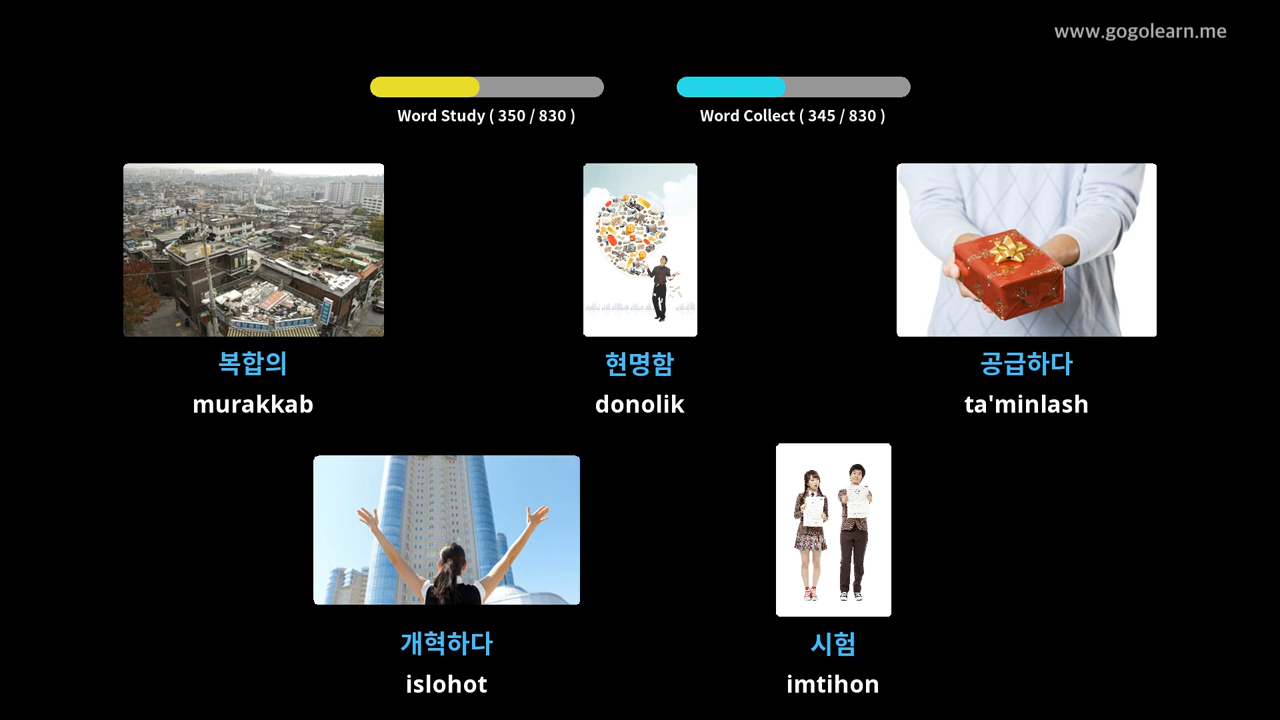 www.gogolearn.me
Word Study ( 350 / 830 )
Word Collect ( 345 / 830 )
복합의
murakkab
현명함
donolik
공급하다
ta'minlash
개혁하다
islohot
시험
imtihon